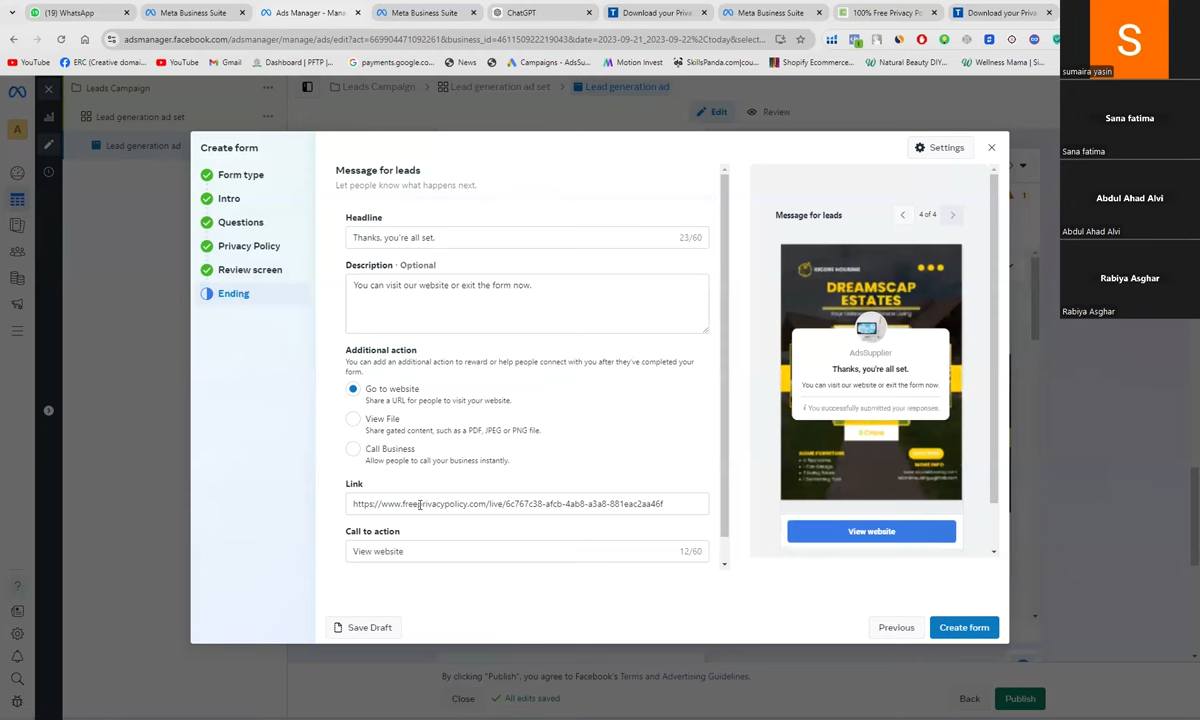 (19) WhatsApp
Meta Business Suite
Ads Manager - Mana
Meta Business Suite
ChatGPT
Download your Priva
Meta Business Suite
100% Free Privacy Po
Download your Priva
adsmanager.facebook.com/adsmanager/manage/ads/edit?act=
YouTube
ERC (Creative domai...
YouTube
Gmail
Dashboard | PFTP |...
payments.google.co...
News
Campaigns - AdsSu...
Motion Invest
SkillsPanda.com|cou...
Shopify Ecommerce...
Natural Beauty DIY...
Wellness Mama | Si...
S
sumaira yasin
Sana fatima
Sana fatima
Abdul Ahad Alvi
Abdul Ahad Alvi
Rabiya Asghar
Rabiya Asghar
A
Leads Campaign
Lead generation ad set
Lead generation ad
Leads Campaign
Lead generation ad set
Lead generation ad
Edit
Review
Create form
Form type
Intro
Questions
Privacy Policy
Review screen
Ending
Settings
Message for leads
Let people know what happens next.
Headline
Thanks, you're all set.
23/60
Description · Optional
You can visit our website or exit the form now.
Additional action
You can add an additional action to reward or help people connect with you after they've completed your
form.
Go to website
Share a URL for people to visit your website.
View File
Share gated content, such as a PDF, JPEG or PNG file.
Call Business
Allow people to call your business instantly.
Link
https://www.freeprivacypolicy.com/live/6c767c38-afcb-4ab8-a3a8-881eac2aa46f
Call to action
View website
12/60
Message for leads
4 of 4
DREAMSCAP
ESTATES
AdsSupplier
Thanks, you're all set.
You can visit our website or exit the form now.
You successfully submitted your responses.
View website
Save Draft
Previous
Create form
By clicking "Publish", you agree to Facebook's Terms and Advertising Guidelines.
Close
All edits saved
Back
Publish